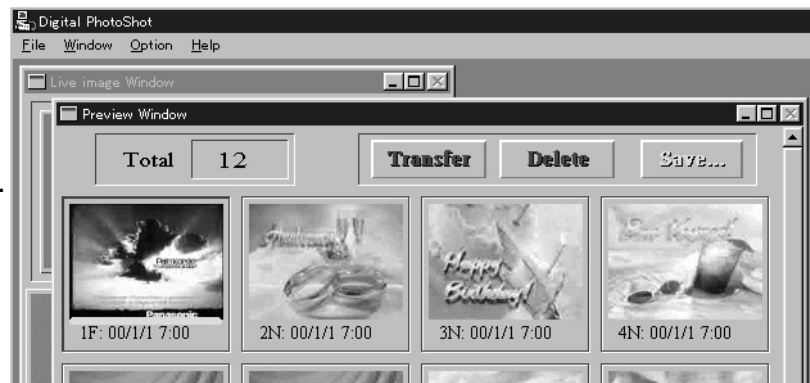 Digital PhotoShot
File Window Option Help
Live image Window
Preview Window
Total 12 Transfer Delete Save...
Palmcorder
Happy
Birthday!
Panasonic
1F: 00/1/1 7:00 2N: 00/1/1 7:00 3N: 00/1/1 7:00 4N: 00/1/1 7:00